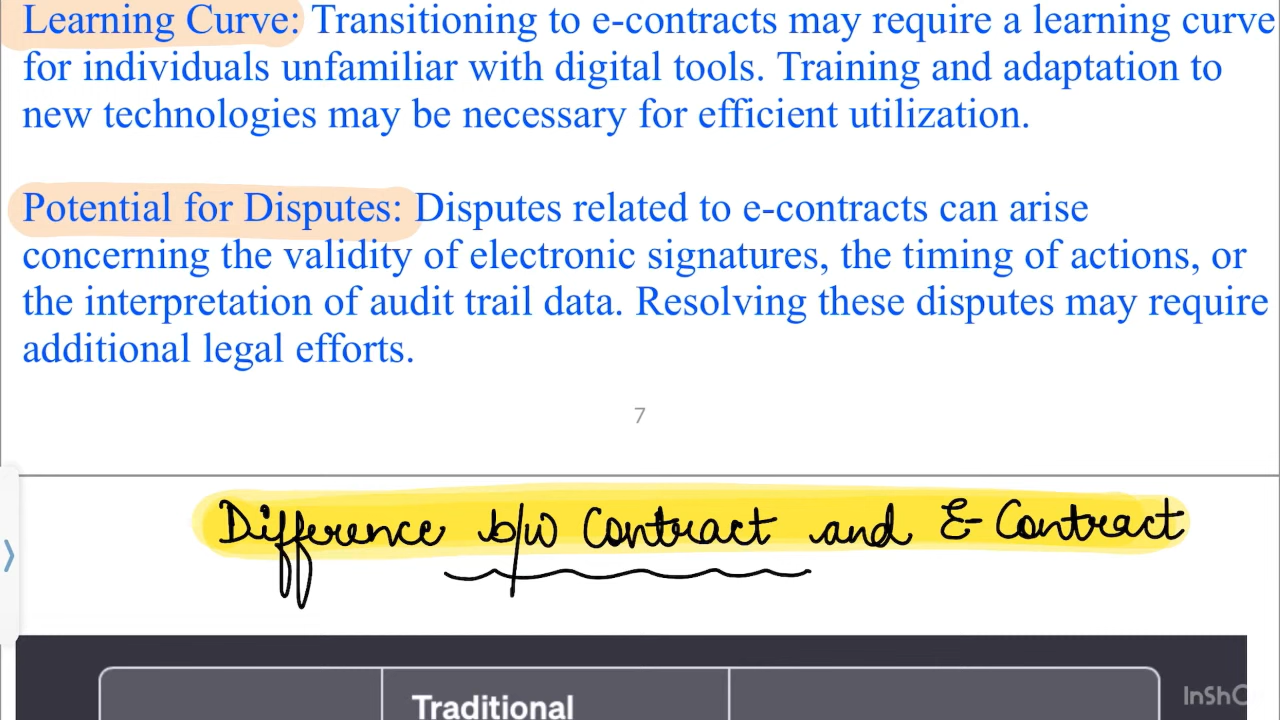 Learning Curve: Transitioning to e-contracts may require a learning curve
for individuals unfamiliar with digital tools. Training and adaptation to
new technologies may be necessary for efficient utilization.
Potential for Disputes: Disputes related to e-contracts can arise
concerning the validity of electronic signatures, the timing of actions, or
the interpretation of audit trail data. Resolving these disputes may require
additional legal efforts.
7
Difference b/w Contract and E-Contract
Traditional